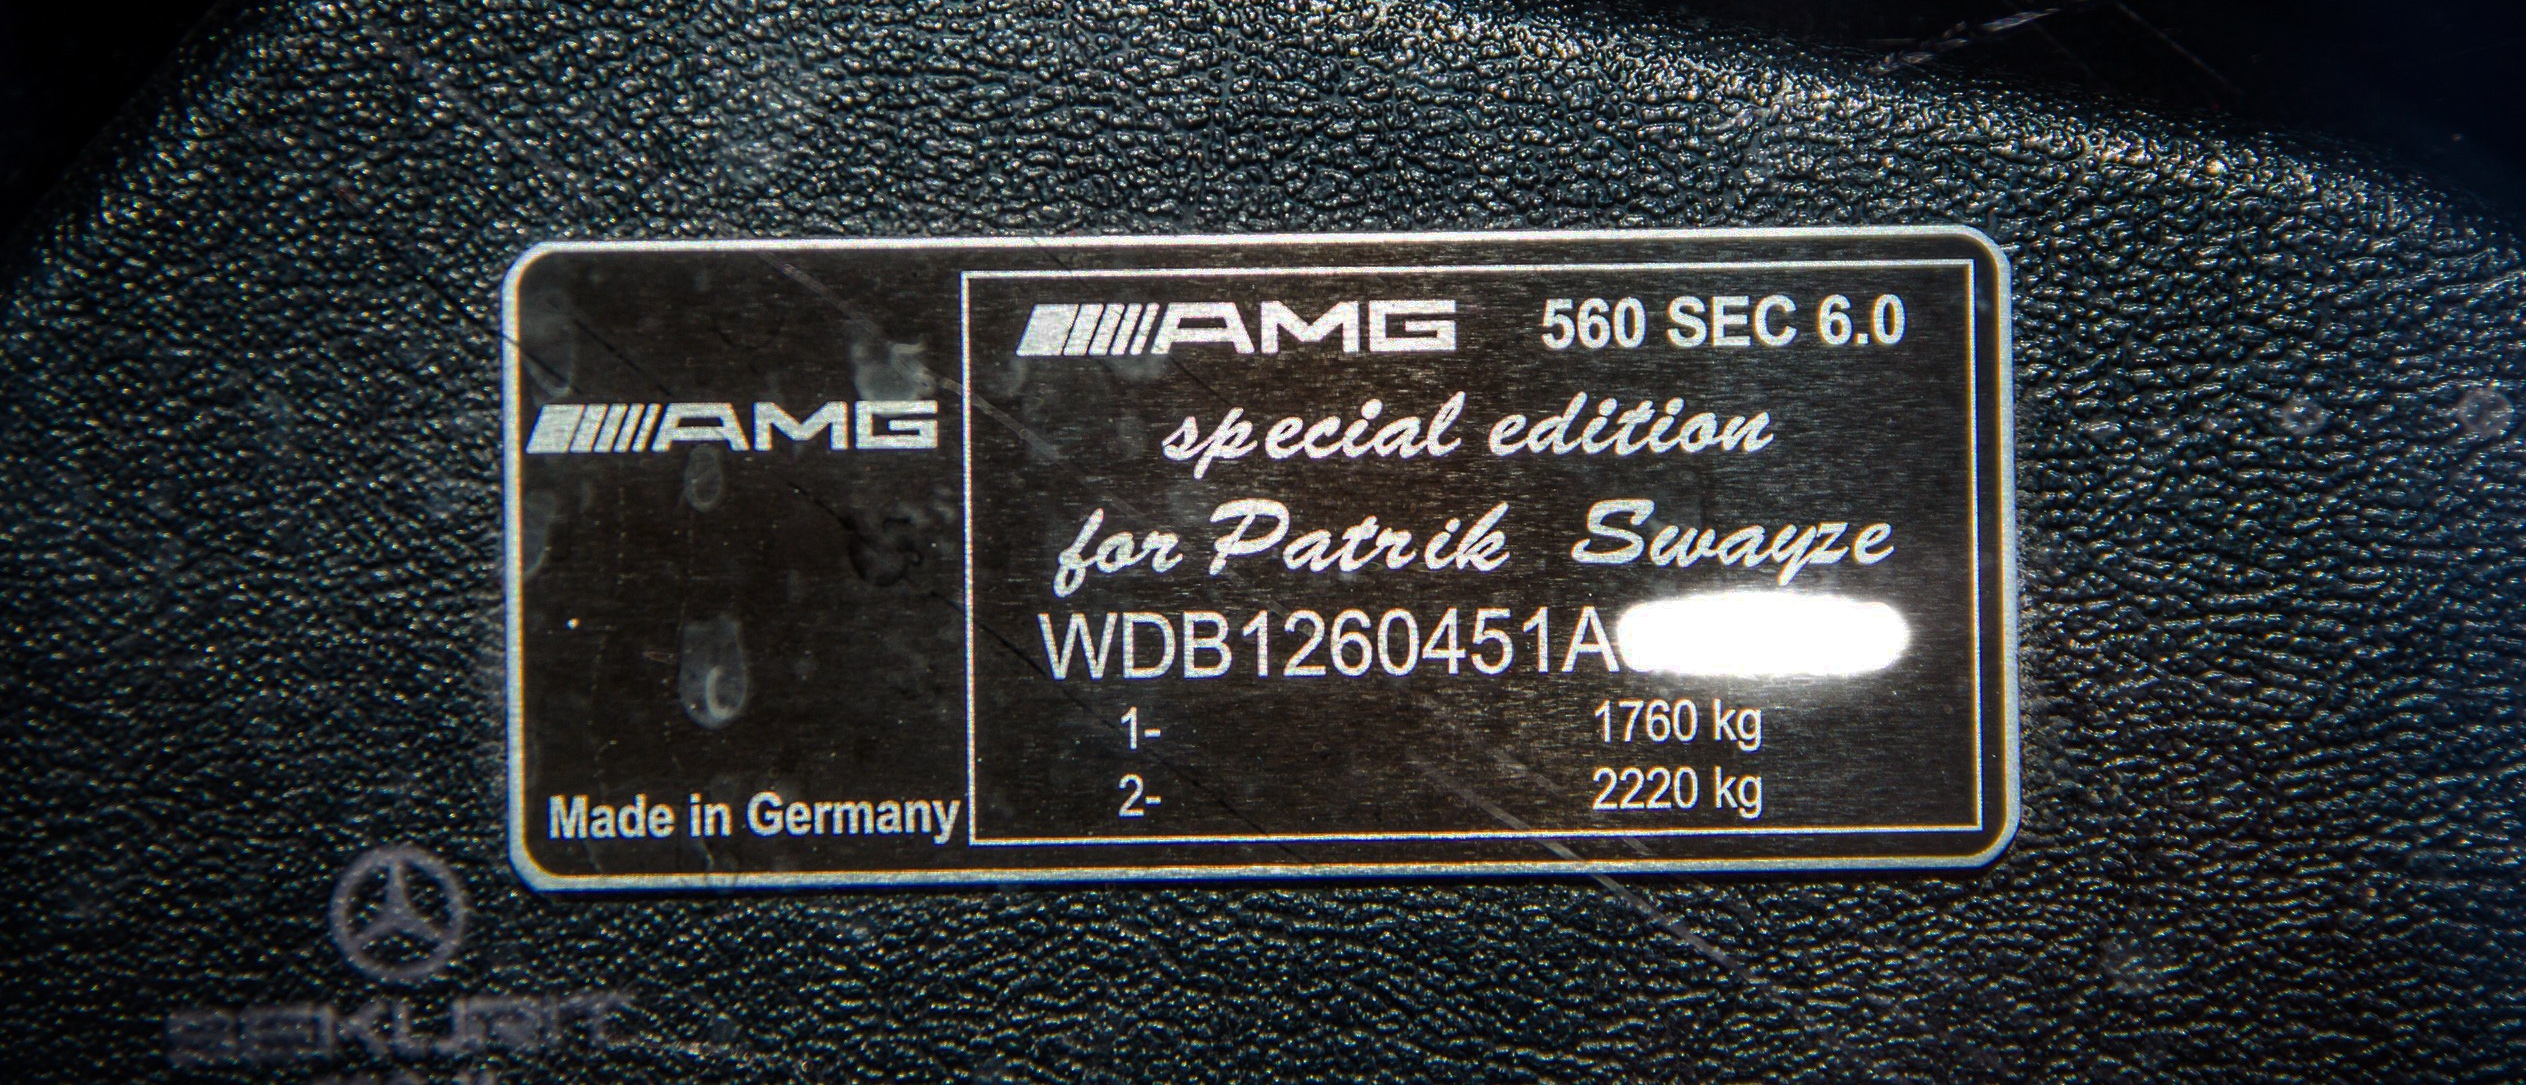 AMG
Made in Germany
AMG 560 SEC 6.0
special edition
for Patrik Swayze
WDB1260451A
1- 1760 kg
2- 2220 kg
SEKURIT